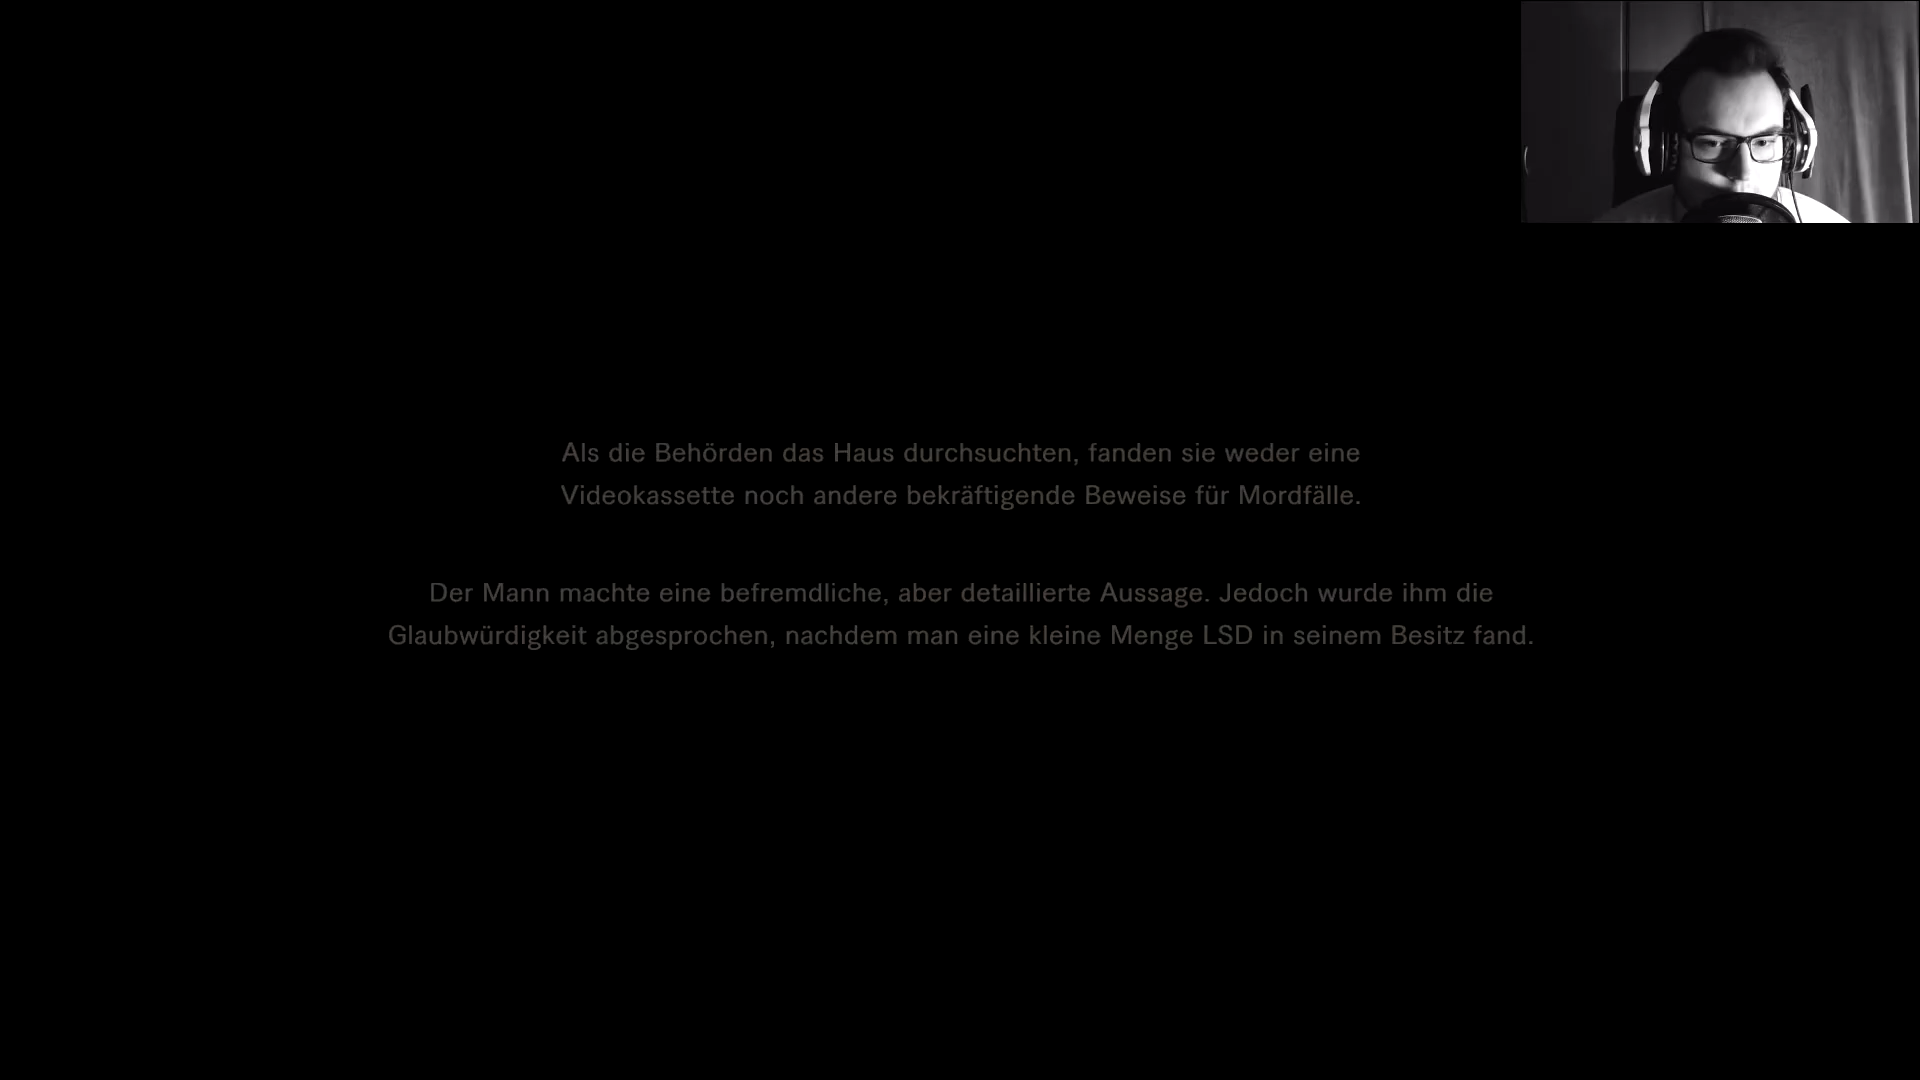 Als die Behörden das Haus durchsuchten, fanden sie weder eine
Videokassette noch andere bekräftigende Beweise für Mordfälle.
Der Mann machte eine befremdliche, aber detaillierte Aussage. Jedoch wurde ihm die
Glaubwürdigkeit abgesprochen, nachdem man eine kleine Menge LSD in seinem Besitz fand.